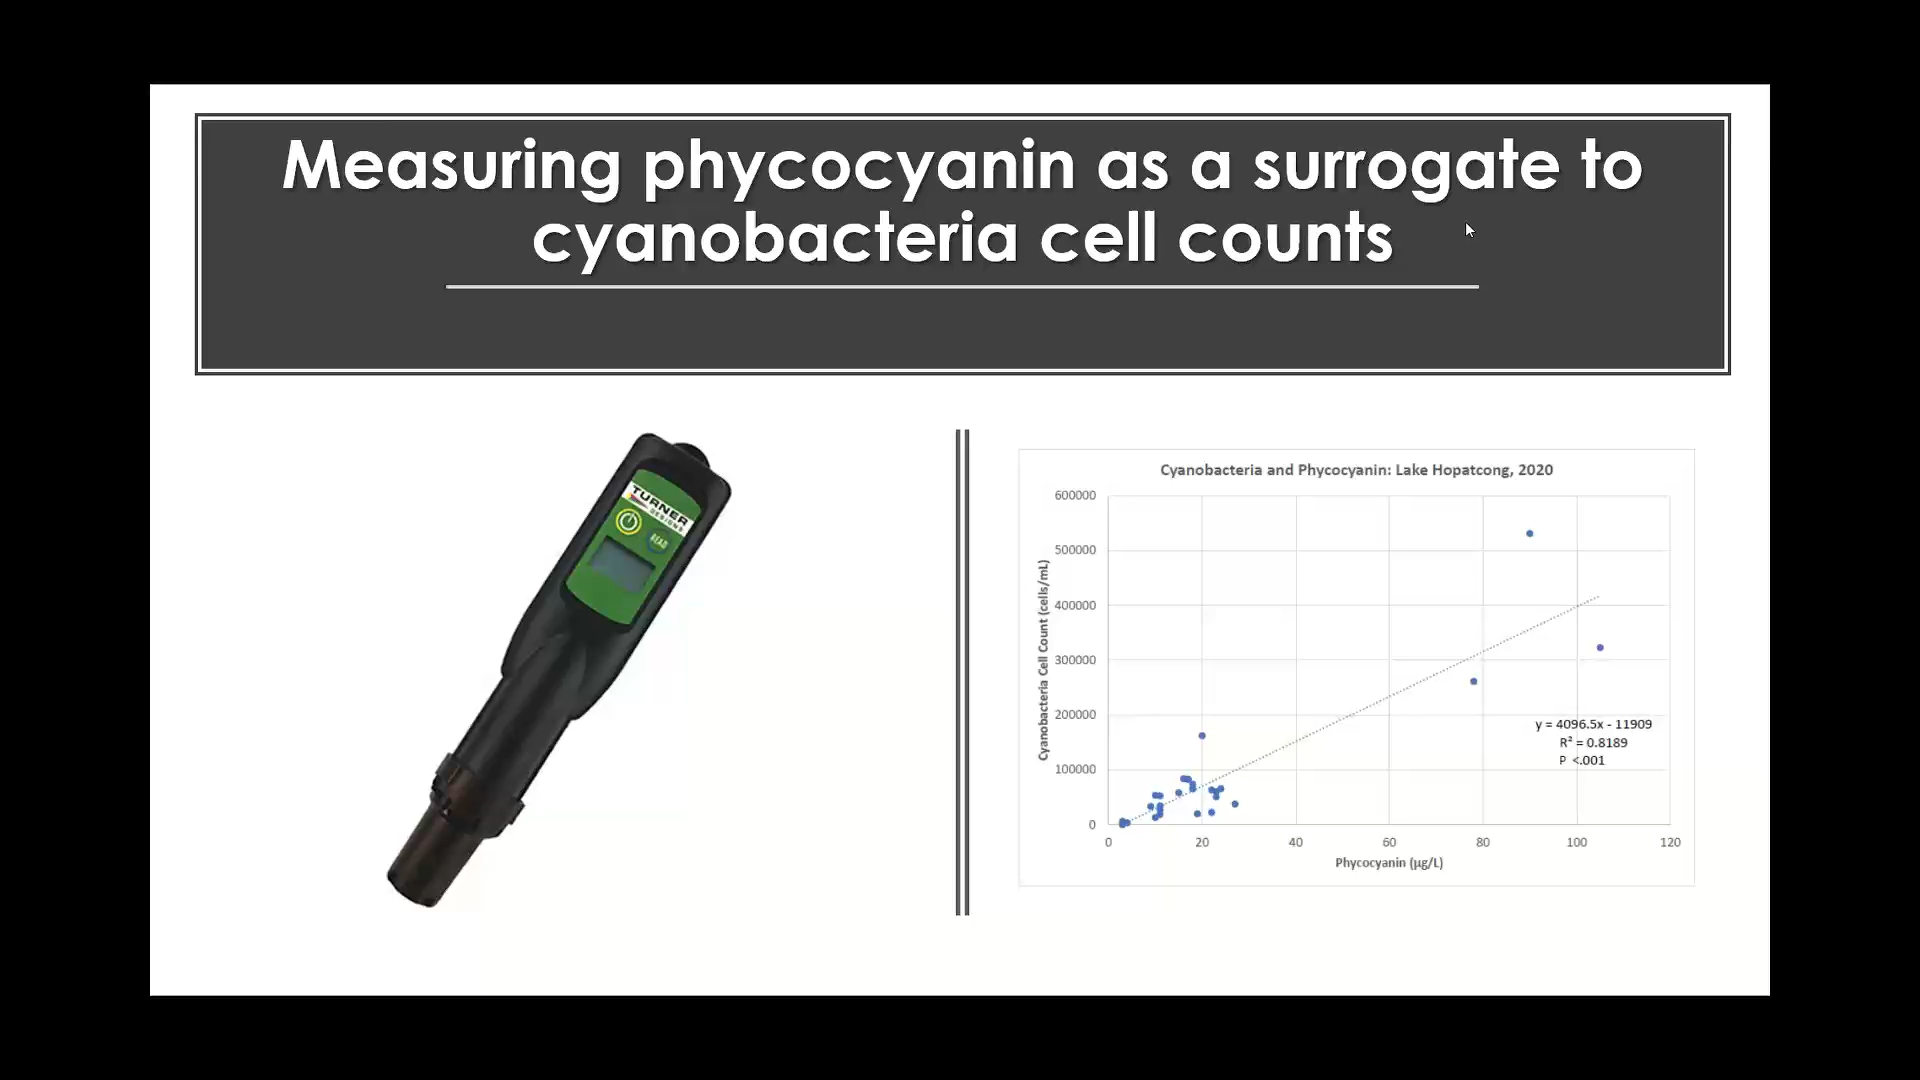 Measuring phycocyanin as a surrogate to
cyanobacteria cell counts
TURNER
DESIGNS
READ
Cyanobacteria and Phycocyanin: Lake Hopatcong, 2020
Cyanobacteria Cell Count (cells/mL)
600000
500000
400000
300000
200000
100000
0
y = 4096.5x - 11909
R² = 0.8189
P <.001
0 20 40 60 80 100 120
Phycocyanin (µg/L)